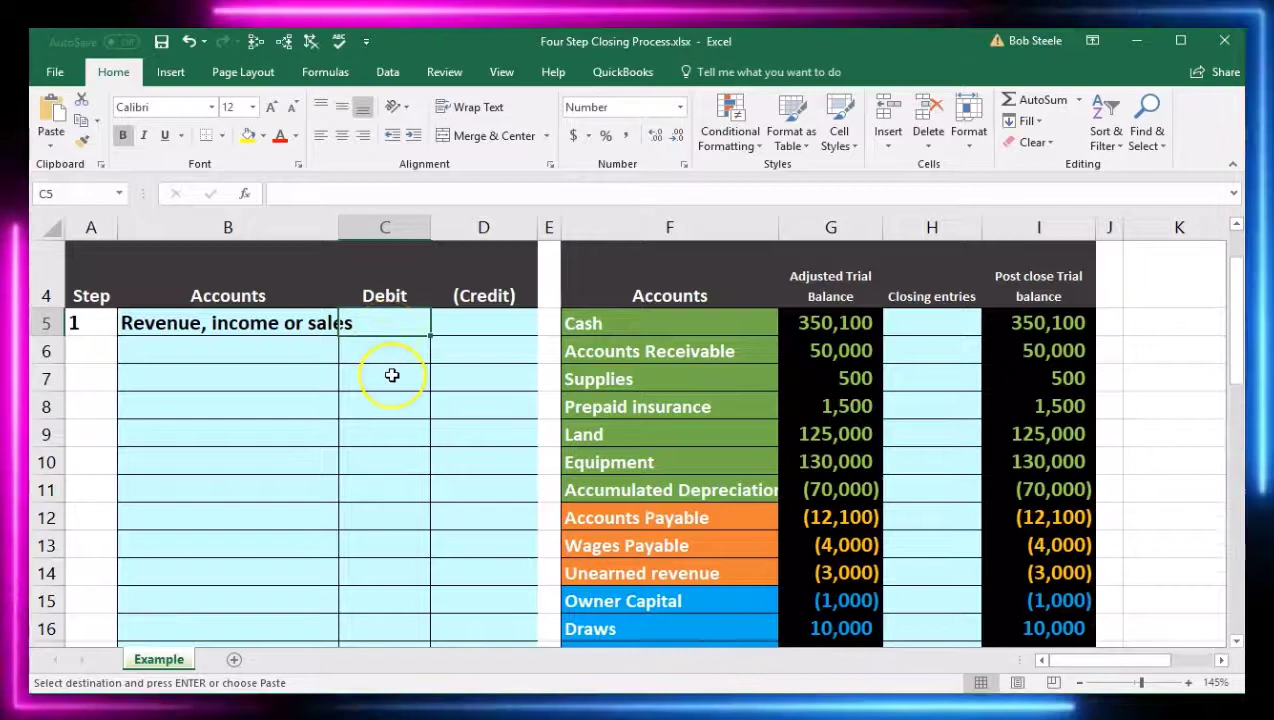 AutoSave Off Four Step Closing Process.xlsx - Excel Bob Steele
File Home Insert Page Layout Formulas Data Review View Help QuickBooks Tell me what you want to do Share
Paste Calibri 12 Wrap Text Number Conditional Formatting Format as Table Cell Styles Insert Delete Format AutoSum Sort & Filter Find & Select
B I U A Merge & Center $ % , Fill
Clear
Clipboard Font Alignment Number Styles Cells Editing
C5 fx
A B C D E F G H I J K
4 Step Accounts Debit (Credit) Accounts Adjusted Trial Balance Closing entries Post close Trial balance
5 1 Revenue, income or sales Cash 350,100 350,100
6 Accounts Receivable 50,000 50,000
7 Supplies 500 500
8 Prepaid insurance 1,500 1,500
9 Land 125,000 125,000
10 Equipment 130,000 130,000
11 Accumulated Depreciation (70,000) (70,000)
12 Accounts Payable (12,100) (12,100)
13 Wages Payable (4,000) (4,000)
14 Unearned revenue (3,000) (3,000)
15 Owner Capital (1,000) (1,000)
16 Draws 10,000 10,000
Example
Select destination and press ENTER or choose Paste 145%